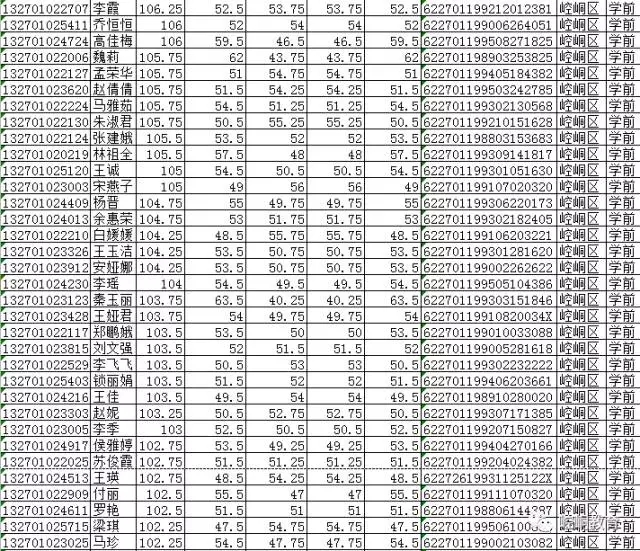 132701022707 李霞 106.25 52.5 53.75 53.75 52.5 622701199212012381 崆峒区 学前
132701025411 乔恒恒 106 52 54 54 52 622701199006264051 崆峒区 学前
132701024724 高佳梅 106 59.5 46.5 46.5 59.5 622701199508271825 崆峒区 学前
132701022006 魏莉 105.75 62 43.75 43.75 62 622701198903253825 崆峒区 学前
132701022127 孟荣华 105.75 51 54.75 54.75 51 622701199405184382 崆峒区 学前
132701023620 赵倩倩 105.75 51.5 54.25 54.25 51.5 622701199503242785 崆峒区 学前
132701022224 马雅茹 105.75 54.5 51.25 51.25 54.5 622701199302130568 崆峒区 学前
132701022130 朱淑君 105.75 50.5 55.25 55.25 50.5 622701199210151628 崆峒区 学前
132701022124 张建娥 105.5 53.5 52 52 53.5 622701198803153683 崆峒区 学前
132701020219 林祖全 105.5 57.5 48 48 57.5 622701199309141817 崆峒区 学前
132701025120 王诚 105 54.5 50.5 50.5 54.5 622701199301051630 崆峒区 学前
132701023003 宋燕子 105 49 56 56 49 622701199107020320 崆峒区 学前
132701024409 杨晋 104.75 55 49.75 49.75 55 622701199306220173 崆峒区 学前
132701024013 余惠荣 104.75 53 51.75 51.75 53 622701199302182405 崆峒区 学前
132701022210 白媛媛 104.25 48.5 55.75 55.75 48.5 622701199106203221 崆峒区 学前
132701023326 王玉洁 104.25 53.5 50.75 50.75 53.5 622701199301281620 崆峒区 学前
132701023912 安娅娜 104.25 53.5 50.75 50.75 53.5 622701199002262622 崆峒区 学前
132701024230 李瑶 104 54.5 49.5 49.5 54.5 622701199505104386 崆峒区 学前
132701023123 秦玉丽 103.75 63.5 40.25 40.25 63.5 622701199303151846 崆峒区 学前
132701023428 王娅君 103.75 54 49.75 49.75 54 62270119910820034X 崆峒区 学前
132701022117 郑鹏娥 103.5 53.5 50 50 53.5 622701199010033088 崆峒区 学前
132701023815 刘文强 103.5 52 51.5 51.5 52 622701199005281618 崆峒区 学前
132701022529 李飞飞 103.5 50.5 53 53 50.5 622701199302232222 崆峒区 学前
132701025403 锁丽娟 103.5 51.5 52 52 51.5 622701199406203661 崆峒区 学前
132701024216 王佳 103.5 49.5 54 54 49.5 622701198910280020 崆峒区 学前
132701023303 赵妮 103.25 50.5 52.75 52.75 50.5 622701199307171385 崆峒区 学前
132701023005 李季 103 52.5 50.5 50.5 52.5 622701199207150827 崆峒区 学前
132701024917 侯雅婷 102.75 53.5 49.25 49.25 53.5 622701199404270166 崆峒区 学前
132701022025 苏俊霞 102.75 51.5 51.25 51.25 51.5 622701199204024382 崆峒区 学前
132701024513 王瑛 102.75 48.5 54.25 54.25 48.5 62272619931125122X 崆峒区 学前
132701022909 付丽 102.5 55.5 47 47 55.5 622701199111070320 崆峒区 学前
132701024611 罗艳 102.5 51.5 51 51 51.5 崆峒区 学前
132701025715 梁琪 102.25 47.5 54.75 54.75 47.5 崆峒区 学前
132701023025 马珍 102.25 54.5 47.75 47.75 54.5 622701199002103082 崆峒区 学前